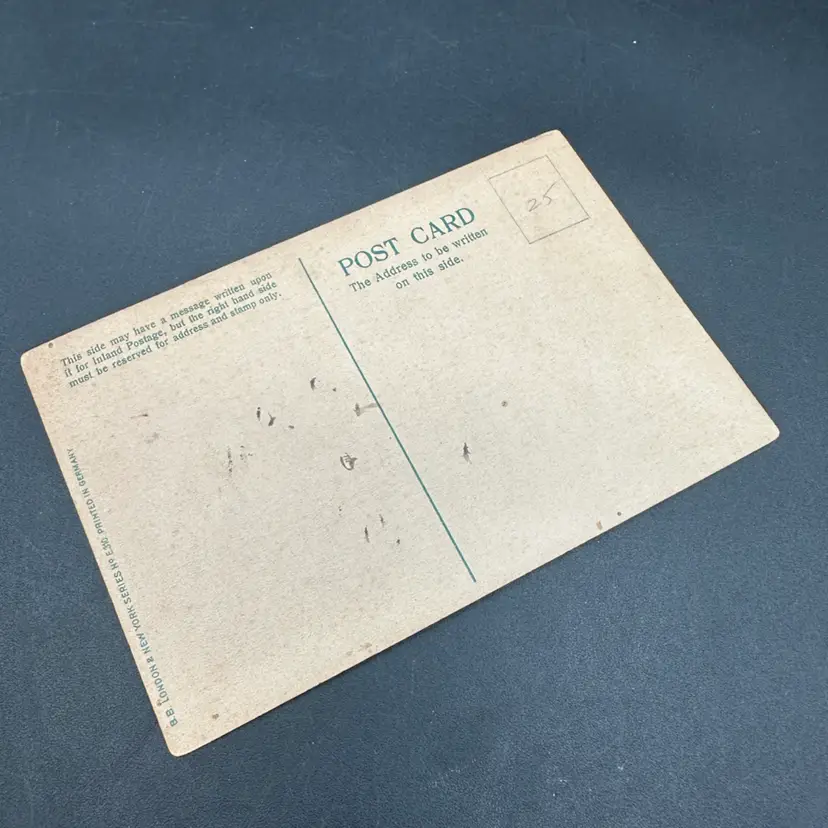 This side may have a message written upon
it for Inland Postage, but the right hand side
must be reserved for address and stamp only.
POST CARD
The Address to be written
on this side.
25
B.B. LONDON & NEW YORK SERIES No E.310 PRINTED IN GERMANY